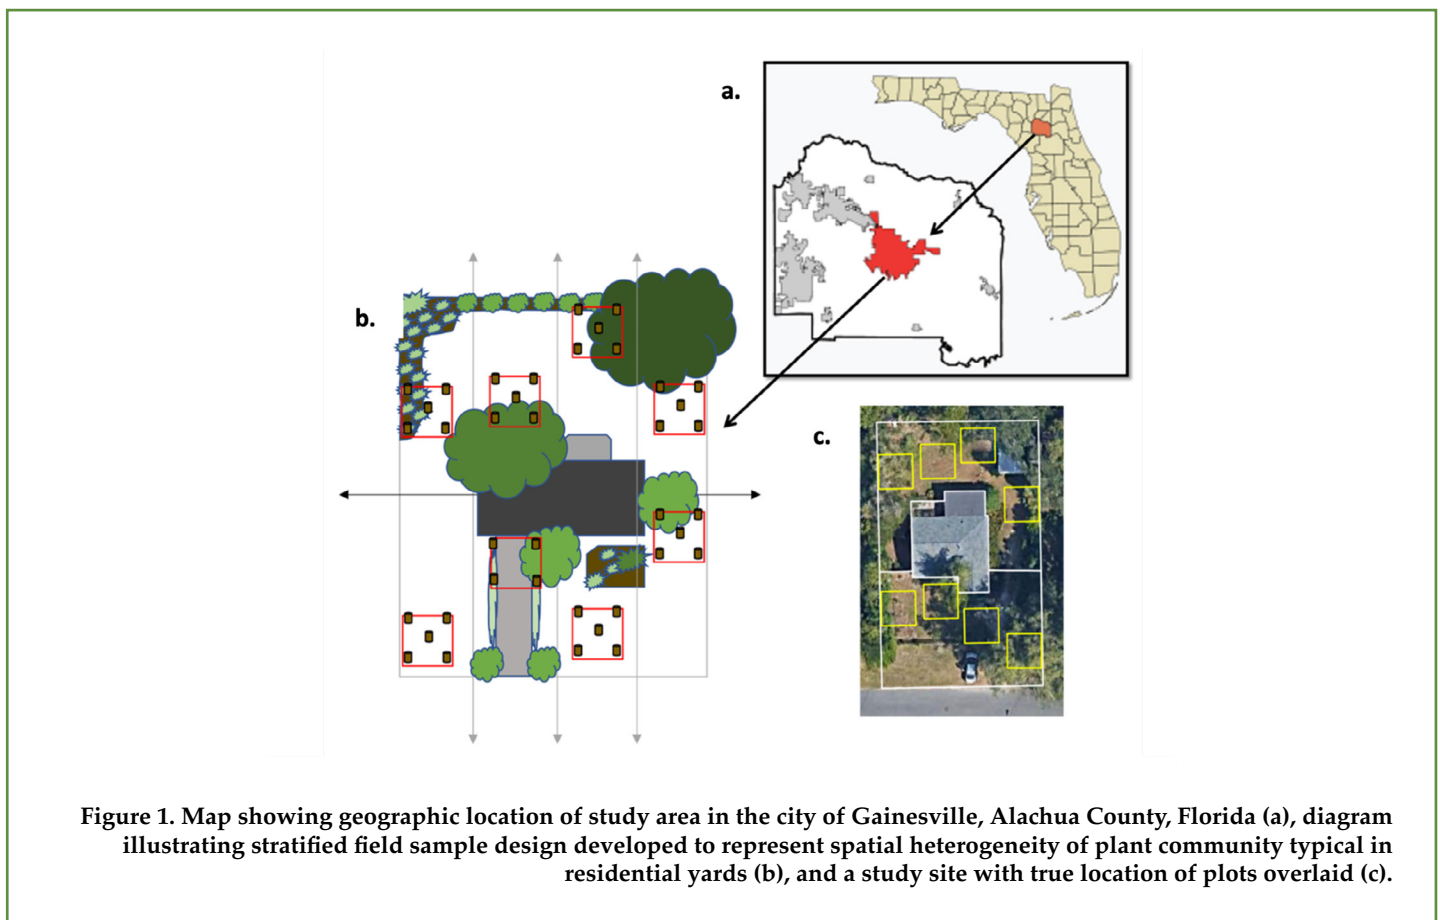 a.
b.
c.
Figure 1. Map showing geographic location of study area in the city of Gainesville, Alachua County, Florida (a), diagram
illustrating stratified field sample design developed to represent spatial heterogeneity of plant community typical in
residential yards (b), and a study site with true location of plots overlaid (c).